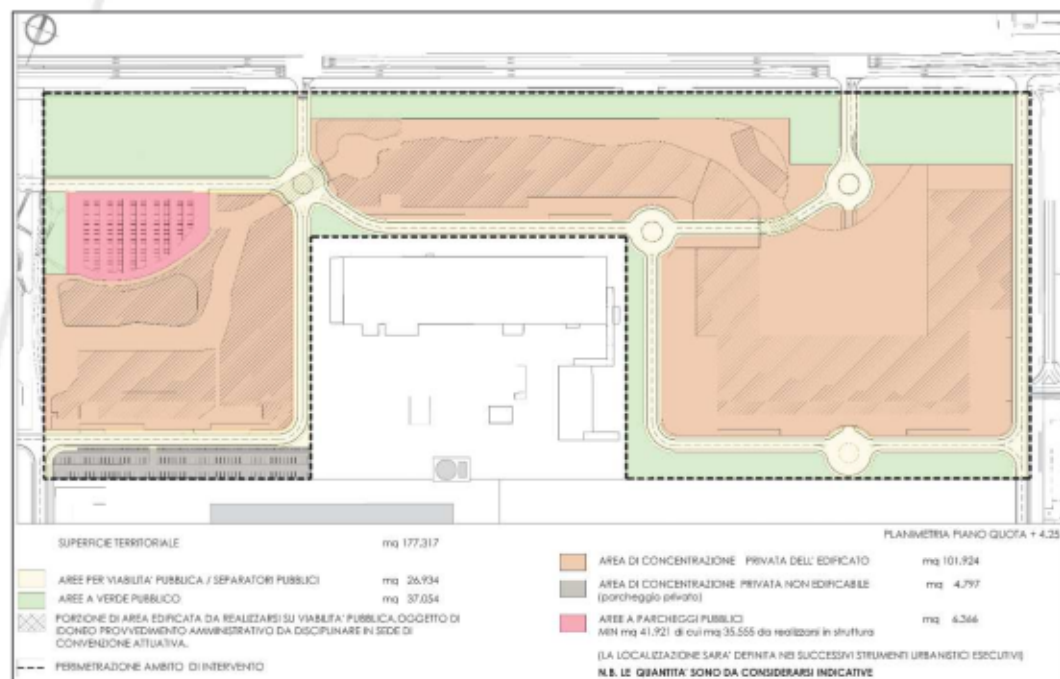 SUPERFICIE TERRITORIALE mq 177.317
AREE PER VIABILITA' PUBBLICA / SEPARATORI PUBBLICI mq 26.934
AREE A VERDE PUBBLICO mq 37.054
PORZIONE DI AREA EDIFICATA DA REALIZZARSI SU VIABILITA' PUBBLICA, OGGETTO DI
IDONEO PROVVEDIMENTO AMMINISTRATIVO DA DISCIPLINARE IN SEDE DI
CONVENZIONE ATTUATIVA.
PERIMETRAZIONE AMBITO DI INTERVENTO
PLANIMETRIA PIANO QUOTA + 4.25
AREA DI CONCENTRAZIONE PRIVATA DELL' EDIFICATO mq 101.924
AREA DI CONCENTRAZIONE PRIVATA NON EDIFICABILE mq 4.797
(parcheggio privato)
AREE A PARCHEGGI PUBBLICI mq 6.366
MIN mq 41.921 di cui mq 35.555 da realizzarsi in struttura
(LA LOCALIZZAZIONE SARA' DEFINITA NEI SUCCESSIVI STRUMENTI URBANISTICI ESECUTIVI)
N.B. LE QUANTITA' SONO DA CONSIDERARSI INDICATIVE